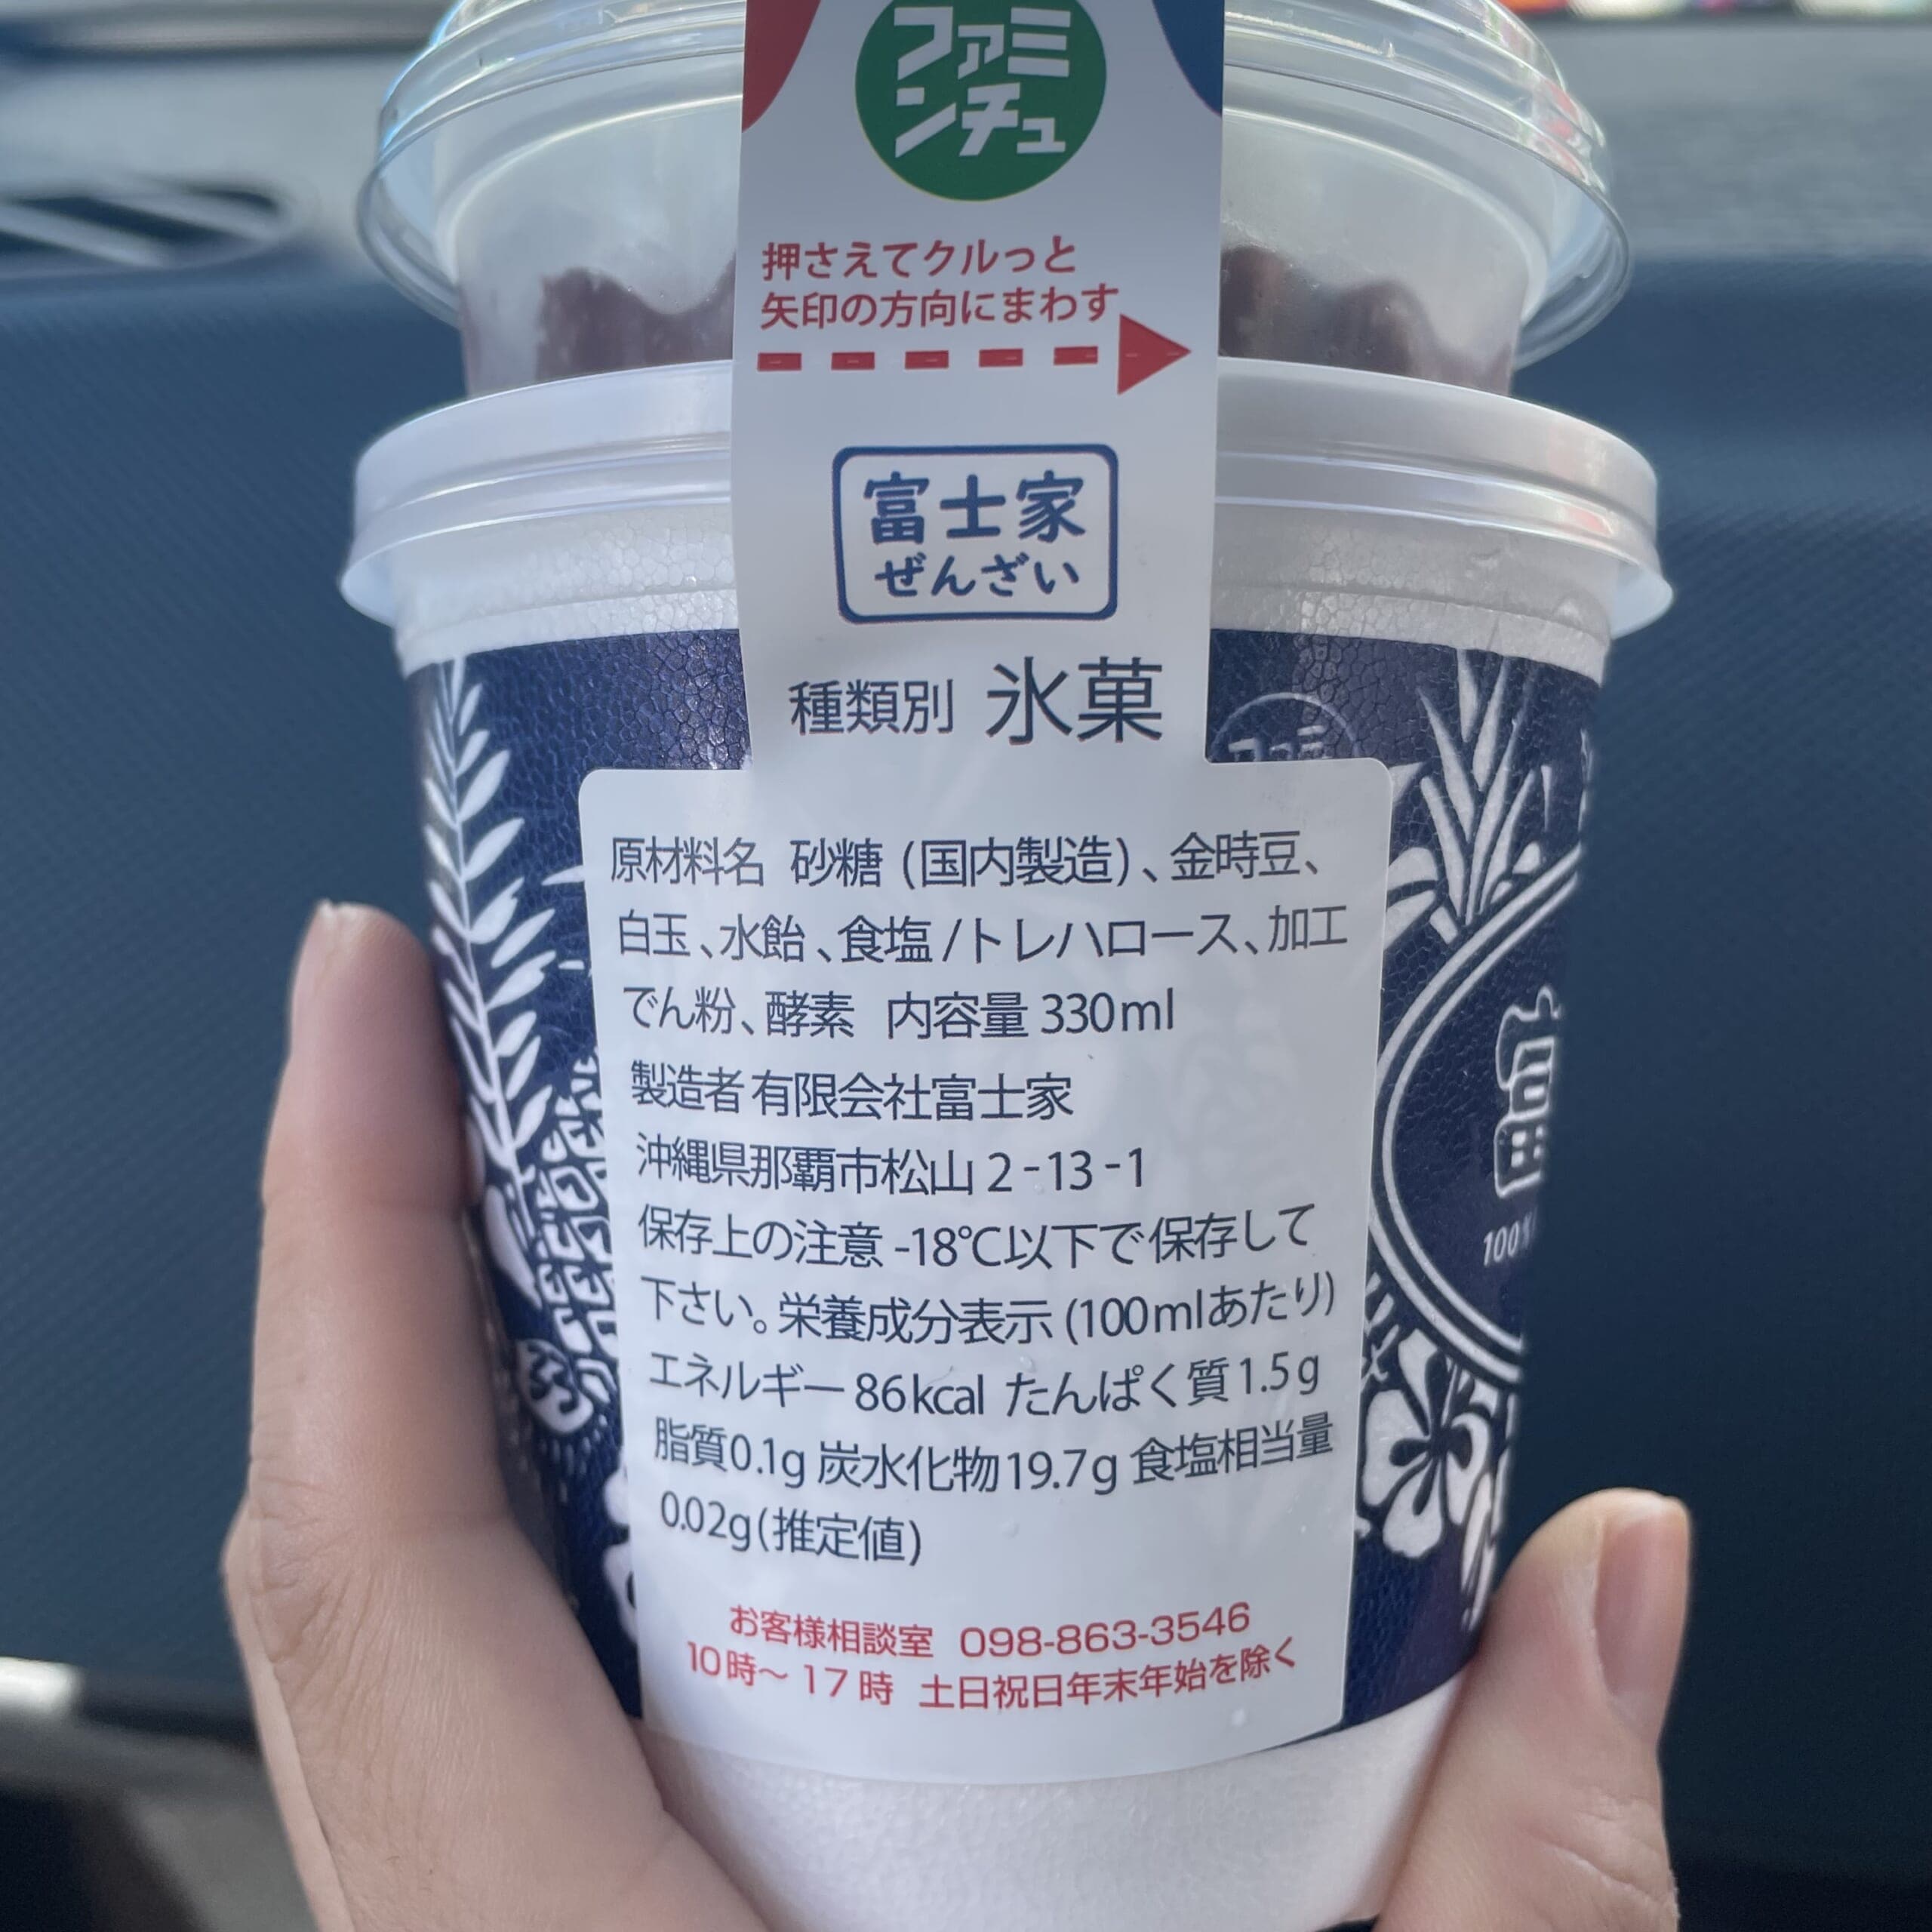 ファミ
ンチュ
押さえてクルっと
矢印の方向にまわす
富士家
ぜんざい
種類別 氷菓
原材料名 砂糖 (国内製造)、金時豆、
白玉、水飴、食塩/トレハロース、加工
でん粉、酵素 内容量 330ml
製造者 有限会社富士家
沖縄県那覇市松山 2-13-1
保存上の注意 -18℃以下で保存して
下さい。栄養成分表示 (100mlあたり)
エネルギー 86kcal たんぱく質 1.5g
脂質0.1g 炭水化物19.7g 食塩相当量
0.02g(推定値)
お客様相談室 098-863-3546
10時〜17時 土日祝日年末年始を除く
富